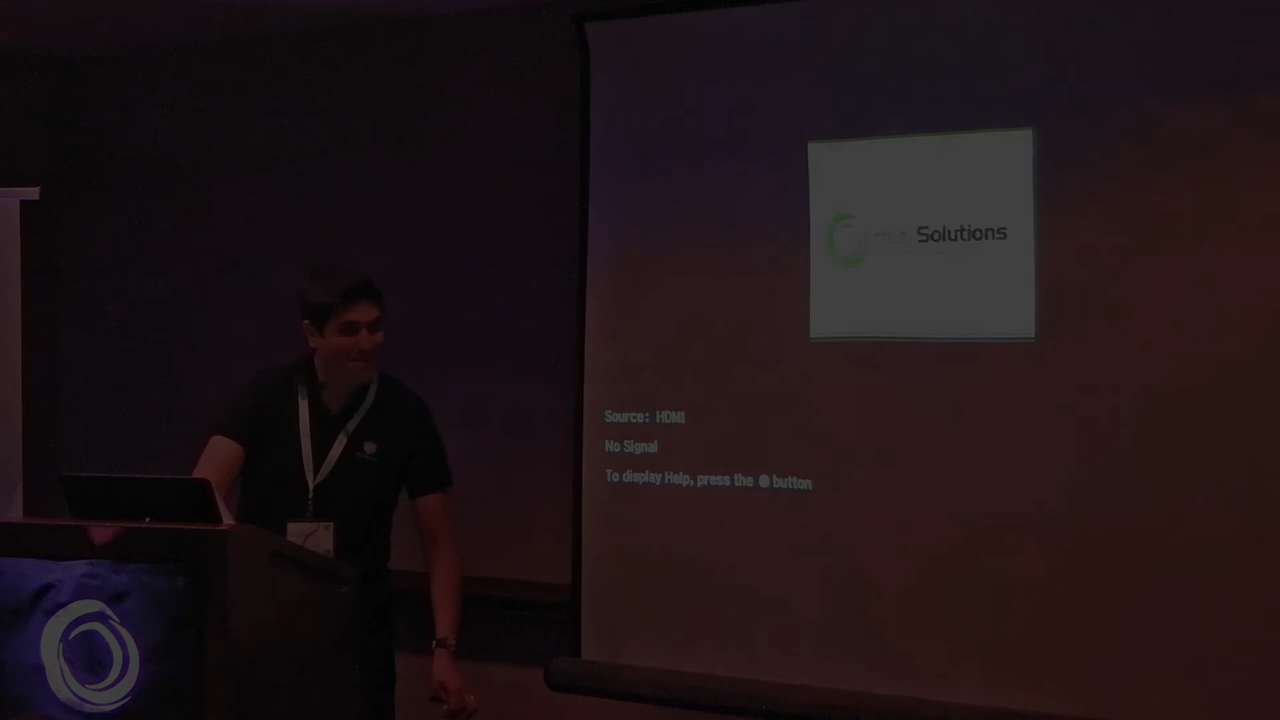 Solutions
Source: HDMI
No Signal
To display Help, press the button